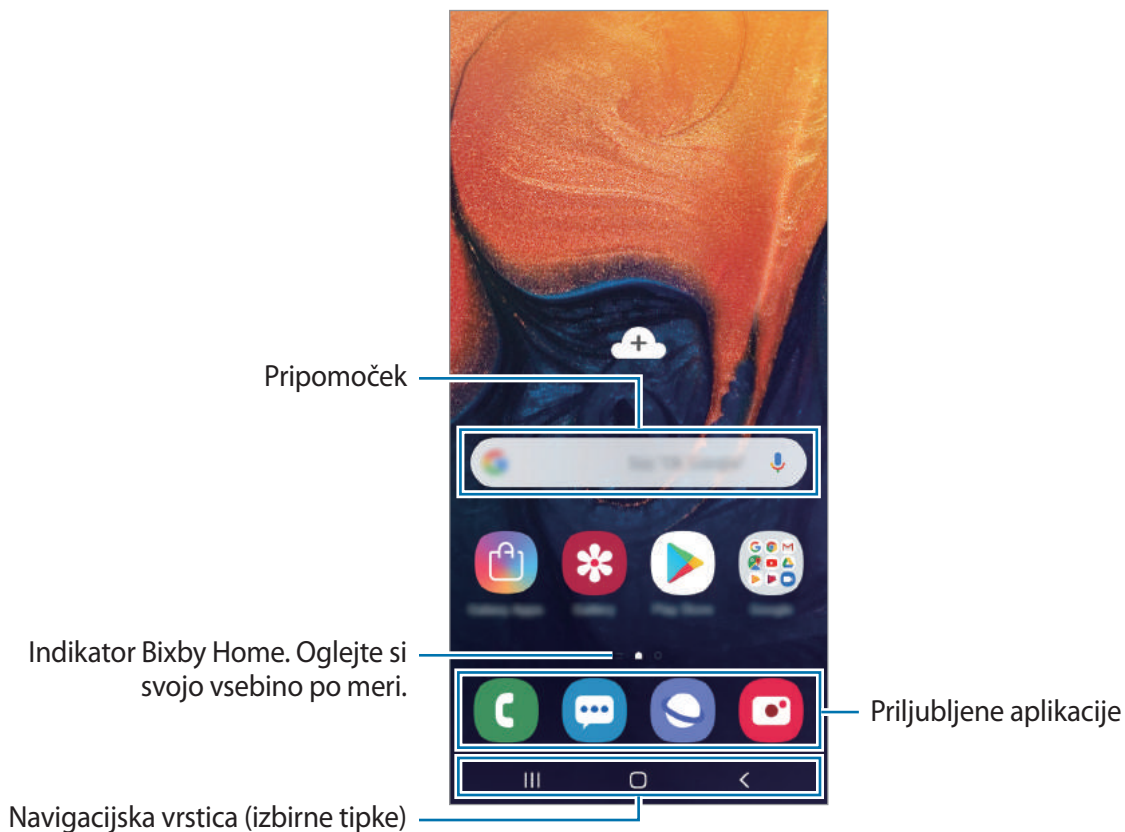 Pripomoček
Indikator Bixby Home. Oglejte si
svojo vsebino po meri.
Priljubljene aplikacije
Navigacijska vrstica (izbirne tipke)